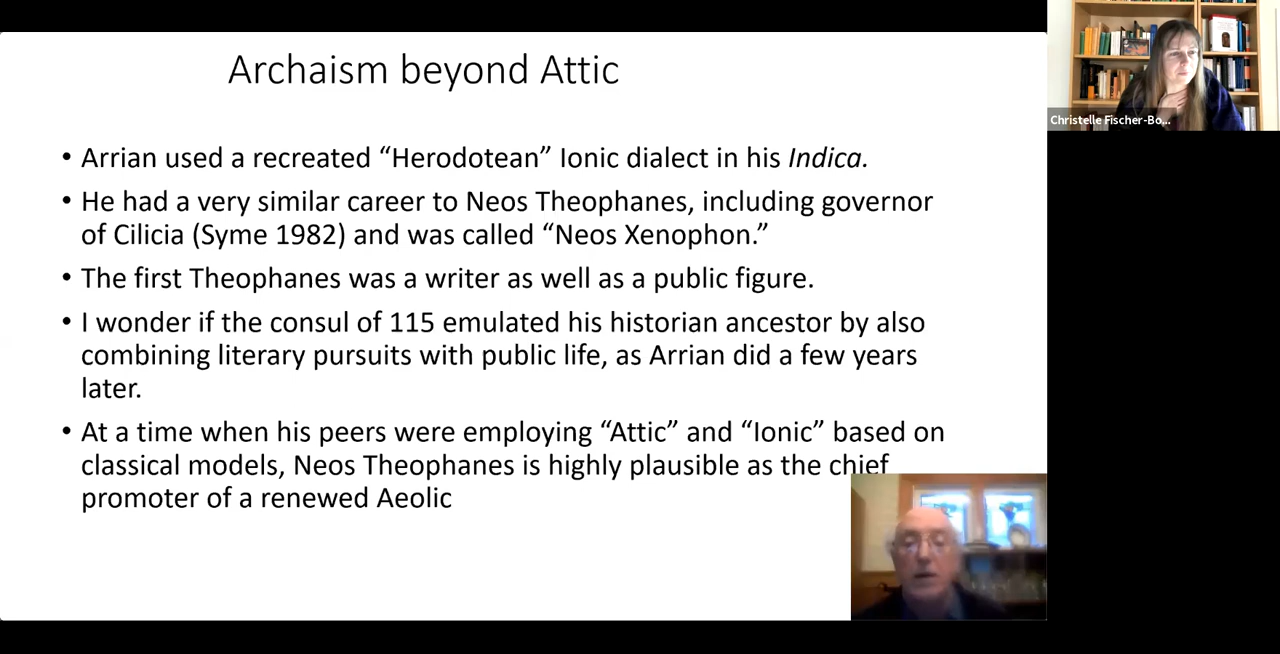 Archaism beyond Attic
• Arrian used a recreated “Herodotean” Ionic dialect in his Indica.
• He had a very similar career to Neos Theophanes, including governor
of Cilicia (Syme 1982) and was called “Neos Xenophon.”
• The first Theophanes was a writer as well as a public figure.
• I wonder if the consul of 115 emulated his historian ancestor by also
combining literary pursuits with public life, as Arrian did a few years
later.
• At a time when his peers were employing “Attic” and “Ionic” based on
classical models, Neos Theophanes is highly plausible as the chief
promoter of a renewed Aeolic
Christelle Fischer-Bo...